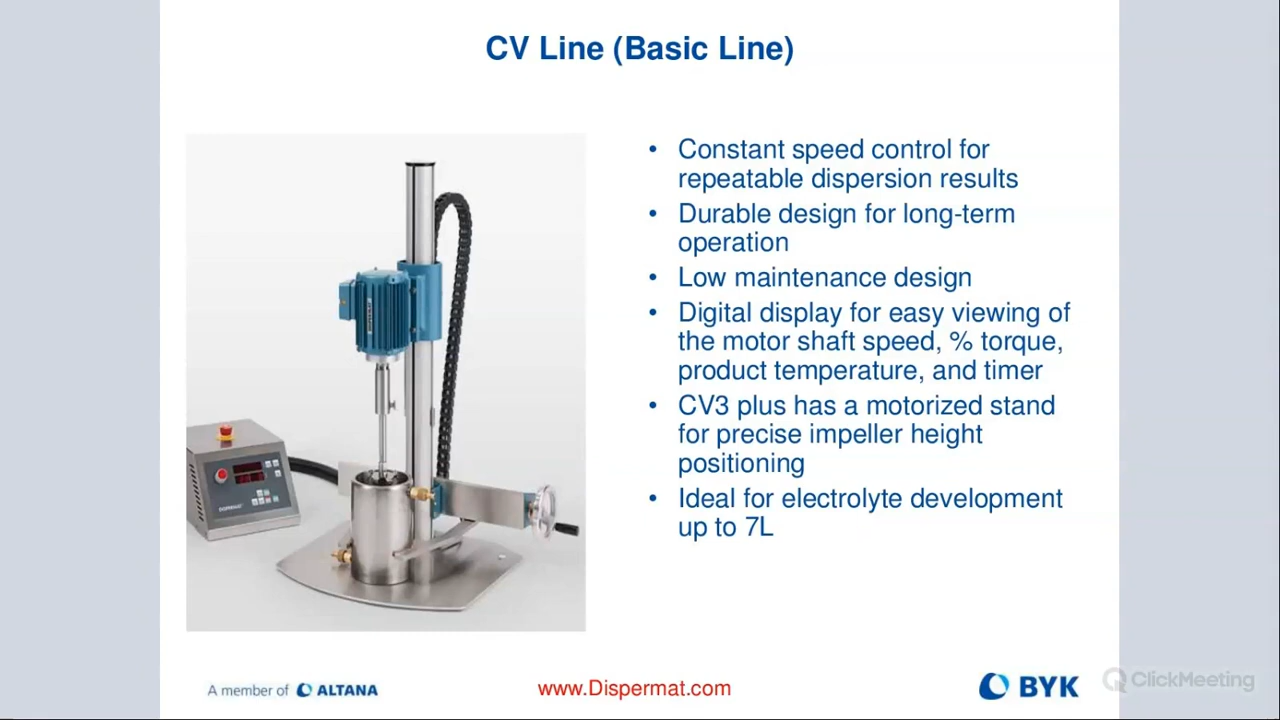 CV Line (Basic Line)
• Constant speed control for
repeatable dispersion results
• Durable design for long-term
operation
• Low maintenance design
• Digital display for easy viewing of
the motor shaft speed, % torque,
product temperature, and timer
• CV3 plus has a motorized stand
for precise impeller height
positioning
• Ideal for electrolyte development
up to 7L
DISPERMAT
A member of ALTANA
www.Dispermat.com
BYK
ClickMeeting